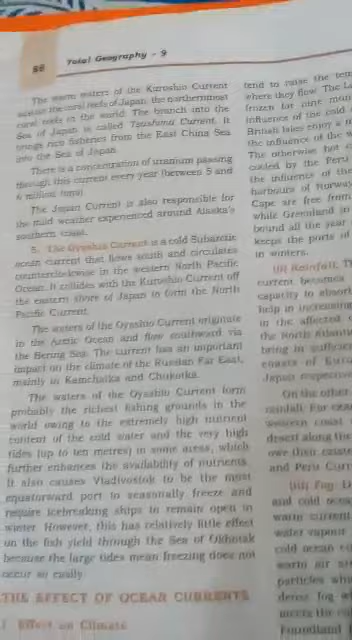 98
Total Geography - 9
The warm waters of the Kuroshio Current
sustain the coral reefs of Japan, the northernmost
coral reefs in the world. The branch into the
Sea of Japan is called Tsushima Current. It
brings rich fisheries from the East China Sea
into the Sea of Japan.
There is a concentration of uranium passing
through this current every year (between 5 and
6 million tons).
The Japan Current is also responsible for
the mild weather experienced around Alaska's
southern coast.
5. The Oyashio Current is a cold Subarctic
ocean current that flows south and circulates
counterclockwise in the western North Pacific
Ocean. It collides with the Kuroshio Current off
the eastern shore of Japan to form the North
Pacific Current.
The waters of the Oyashio Current originate
in the Arctic Ocean and flow southward via
the Bering Sea. The current has an important
impact on the climate of the Russian Far East,
mainly in Kamchatka and Chukotka.
The waters of the Oyashio Current form
probably the richest fishing grounds in the
world owing to the extremely high nutrient
content of the cold water and the very high
tides (up to ten metres) in some areas, which
further enhances the availability of nutrients.
It also causes Vladivostok to be the most
equatorward port to seasonally freeze and
require icebreaking ships to remain open in
winter. However, this has relatively little effect
on the fish yield through the Sea of Okhotsk
because the large tides mean freezing does not
occur so easily.
THE EFFECT OF OCEAN CURRENTS
Effect on Climate
tend to raise the
where they flow. The
frozen for nine
influence of the cold
British Isles enjoy a
the influence of the
The otherwise hot
cooled by the Peru
the influence of the
harbours of Norway
Cape are free from
while Greenland
bound all the year
keeps the ports of
in winters.
(ii) Rainfall.
current becomes
capacity to absorb
help in increasing
in the affected
the North Atlantic
bring in
coasts of
Japan
On the other
rainfall. For
western coast
desert along the
owe their
and Peru
(iii) Fog.
and cold
warm current
water vapour
cold ocean
warm air
particles
dense fog
meets the